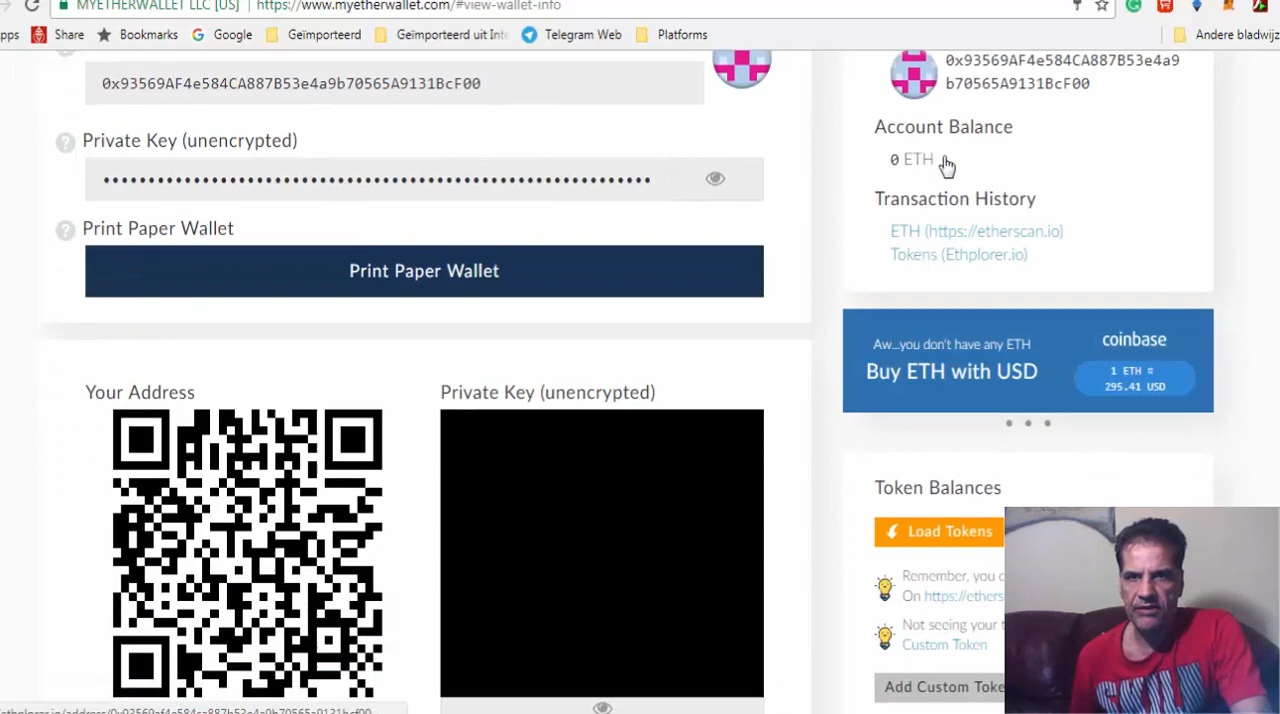 MYETHERWALLET LLC [US]
https://www.myetherwallet.com/#view-wallet-info
Share
Bookmarks
Google
Geïmporteerd
Geïmporteerd uit Inte
Telegram Web
Platforms
Andere bladwijz
0x93569AF4e584CA887B53e4a9b70565A9131BcF00
Private Key (unencrypted)
Print Paper Wallet
Print Paper Wallet
Your Address
Private Key (unencrypted)
0x93569AF4e584CA887B53e4a9
b70565A9131BcF00
Account Balance
0 ETH
Transaction History
ETH (https://etherscan.io)
Tokens (Ethplorer.io)
Aw...you don't have any ETH
Buy ETH with USD
coinbase
1 ETH ≈
295.41 USD
Token Balances
Load Tokens
Remember, you c
On https://ethers
Not seeing your t
Custom Token
Add Custom Toke